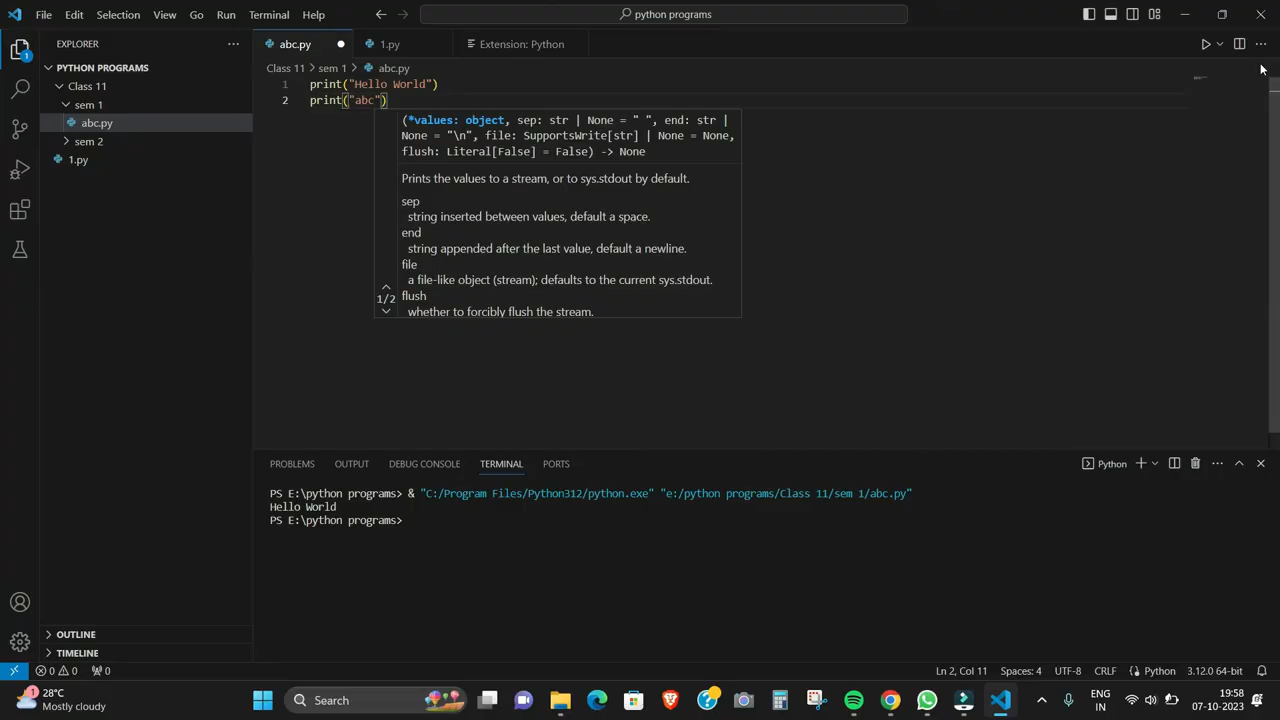 File Edit Selection View Go Run Terminal Help
python programs
EXPLORER
abc.py
1.py
Extension: Python
PYTHON PROGRAMS
Class 11
sem 1
abc.py
sem 2
1.py
Class 11 > sem 1 > abc.py
1 print("Hello World")
2 print("abc")
(*values: object, sep: str | None = " ", end: str |
None = "\n", file: SupportsWrite[str] | None = None,
flush: Literal[False] = False) -> None
Prints the values to a stream, or to sys.stdout by default.
sep
string inserted between values, default a space.
end
string appended after the last value, default a newline.
file
a file-like object (stream); defaults to the current sys.stdout.
1/2
flush
whether to forcibly flush the stream.
PROBLEMS OUTPUT DEBUG CONSOLE TERMINAL PORTS
Python
PS E:\python programs> & "C:/Program Files/Python312/python.exe" "e:/python programs/Class 11/sem 1/abc.py"
Hello World
PS E:\python programs>
OUTLINE
TIMELINE
0 0 0
Ln 2, Col 11 Spaces: 4 UTF-8 CRLF Python 3.12.0 64-bit
1
28°C
Mostly cloudy
Search
ENG
IN
19:58
07-10-2023
1